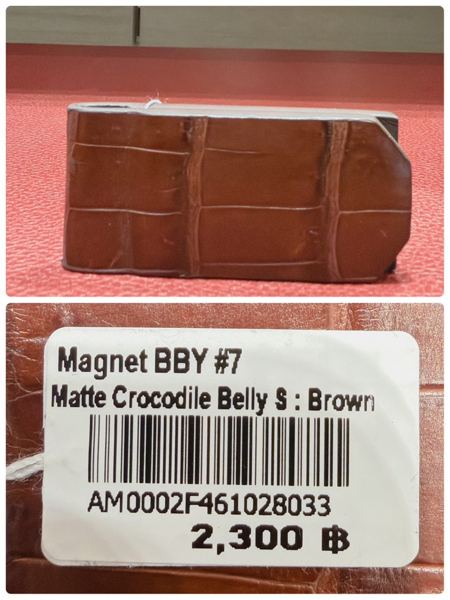 Magnet BBY #7
Matte Crocodile Belly S : Brown
AM0002F461028033
2,300 ฿